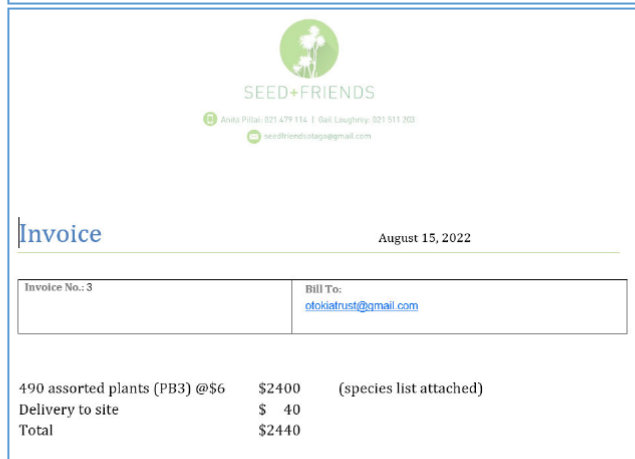 SEED+FRIENDS
Anita Pillai: 021 479 114 | Gail Loughery: 021 511 203
seedfriendsotago@gmail.com
Invoice August 15, 2022
Invoice No.: 3 Bill To:
otokiatrust@gmail.com
490 assorted plants (PB3) @$6 $2400 (species list attached)
Delivery to site $ 40
Total $2440